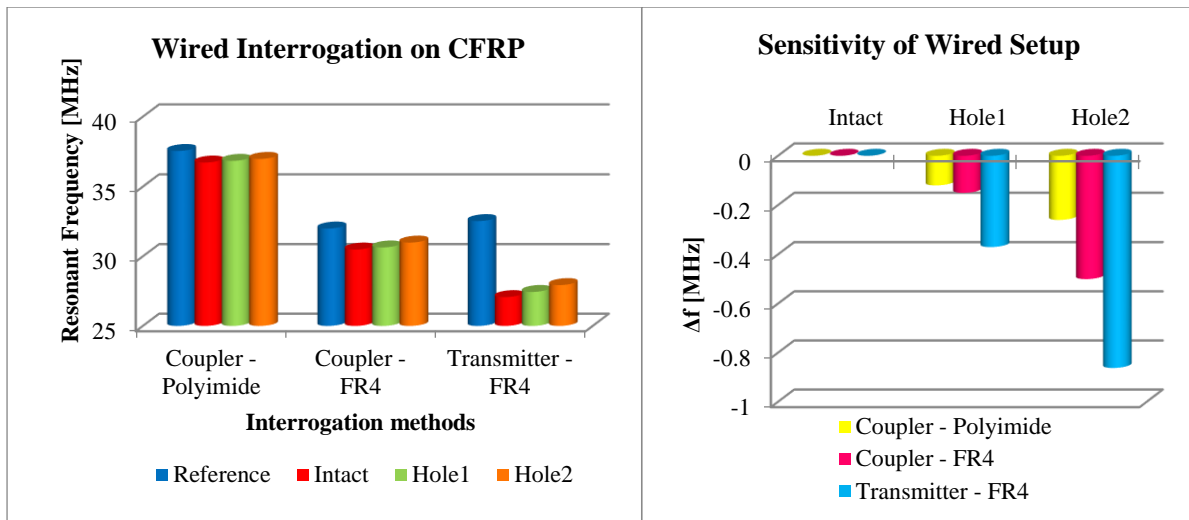 Wired Interrogation on CFRP
Resonant Frequency [MHz]
40
35
30
25
Coupler -
Polyimide
Coupler -
FR4
Transmitter -
FR4
Interrogation methods
Reference
Intact
Hole1
Hole2
Sensitivity of Wired Setup
Intact
Hole1
Hole2
Δf [MHz]
0
-0.2
-0.4
-0.6
-0.8
-1
Coupler - Polyimide
Coupler - FR4
Transmitter - FR4